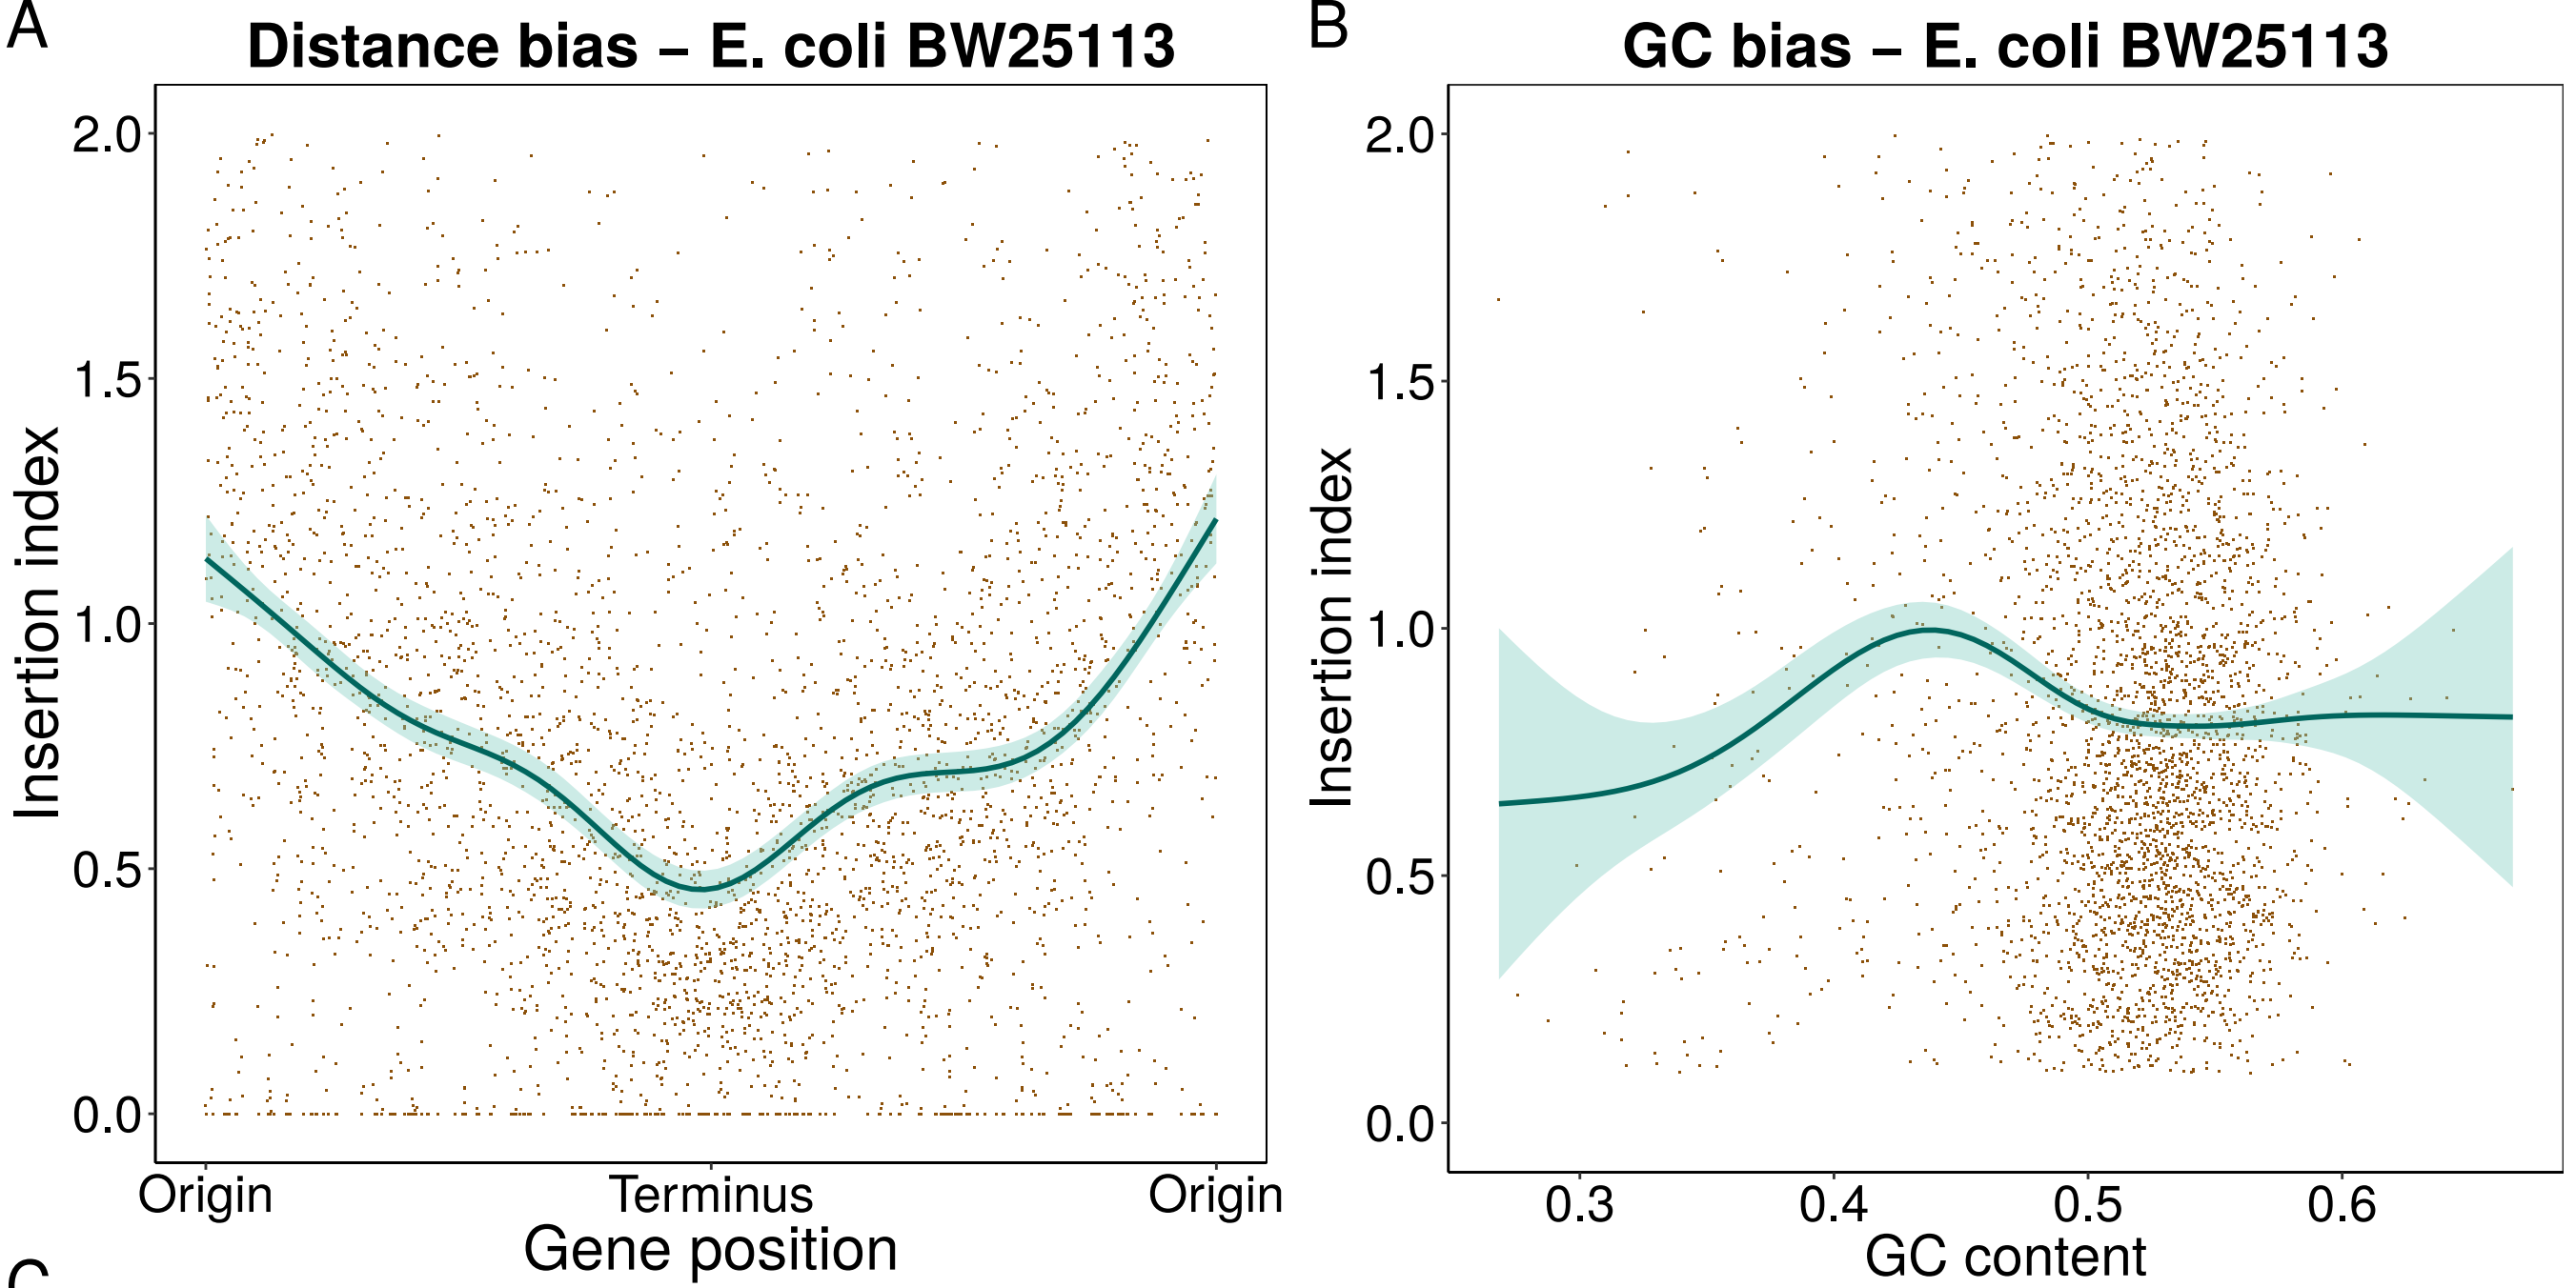 A
Distance bias – E. coli BW25113
Insertion index
2.0
1.5
1.0
0.5
0.0
Origin
Terminus
Origin
Gene position
B
GC bias – E. coli BW25113
Insertion index
2.0
1.5
1.0
0.5
0.0
0.3
0.4
0.5
0.6
GC content
C